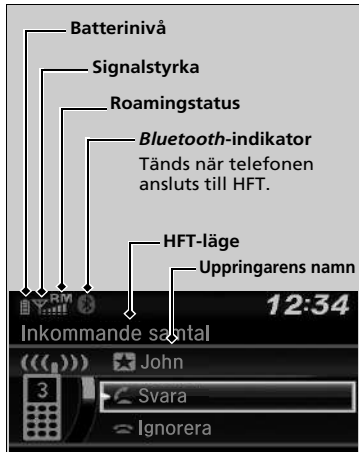 Batterinivå
Signalstyrka
Roamingstatus
Bluetooth-indikator
Tänds när telefonen
ansluts till HFT.
HFT-läge
Uppringarens namn
RM
12:34
Inkommande samtal
John
3
Svara
Ignorera